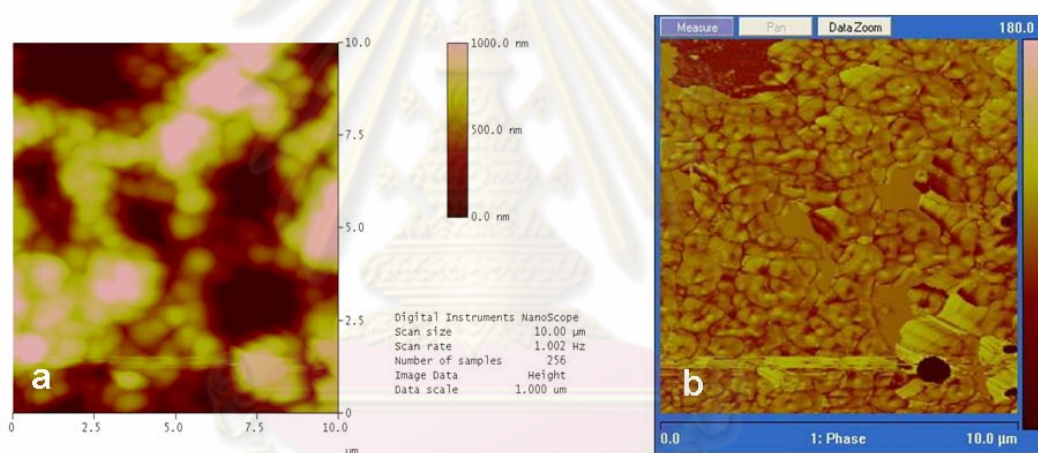 10.0
7.5
5.0
2.5
0
0 2.5 5.0 7.5 10.0
µm
a
1000.0 nm
500.0 nm
0.0 nm
Digital Instruments NanoScope
Scan size 10.00 µm
Scan rate 1.002 Hz
Number of samples 256
Image Data Height
Data scale 1.000 um
Measure Pan Data Zoom 180.0
b
0.0 1: Phase 10.0 µm